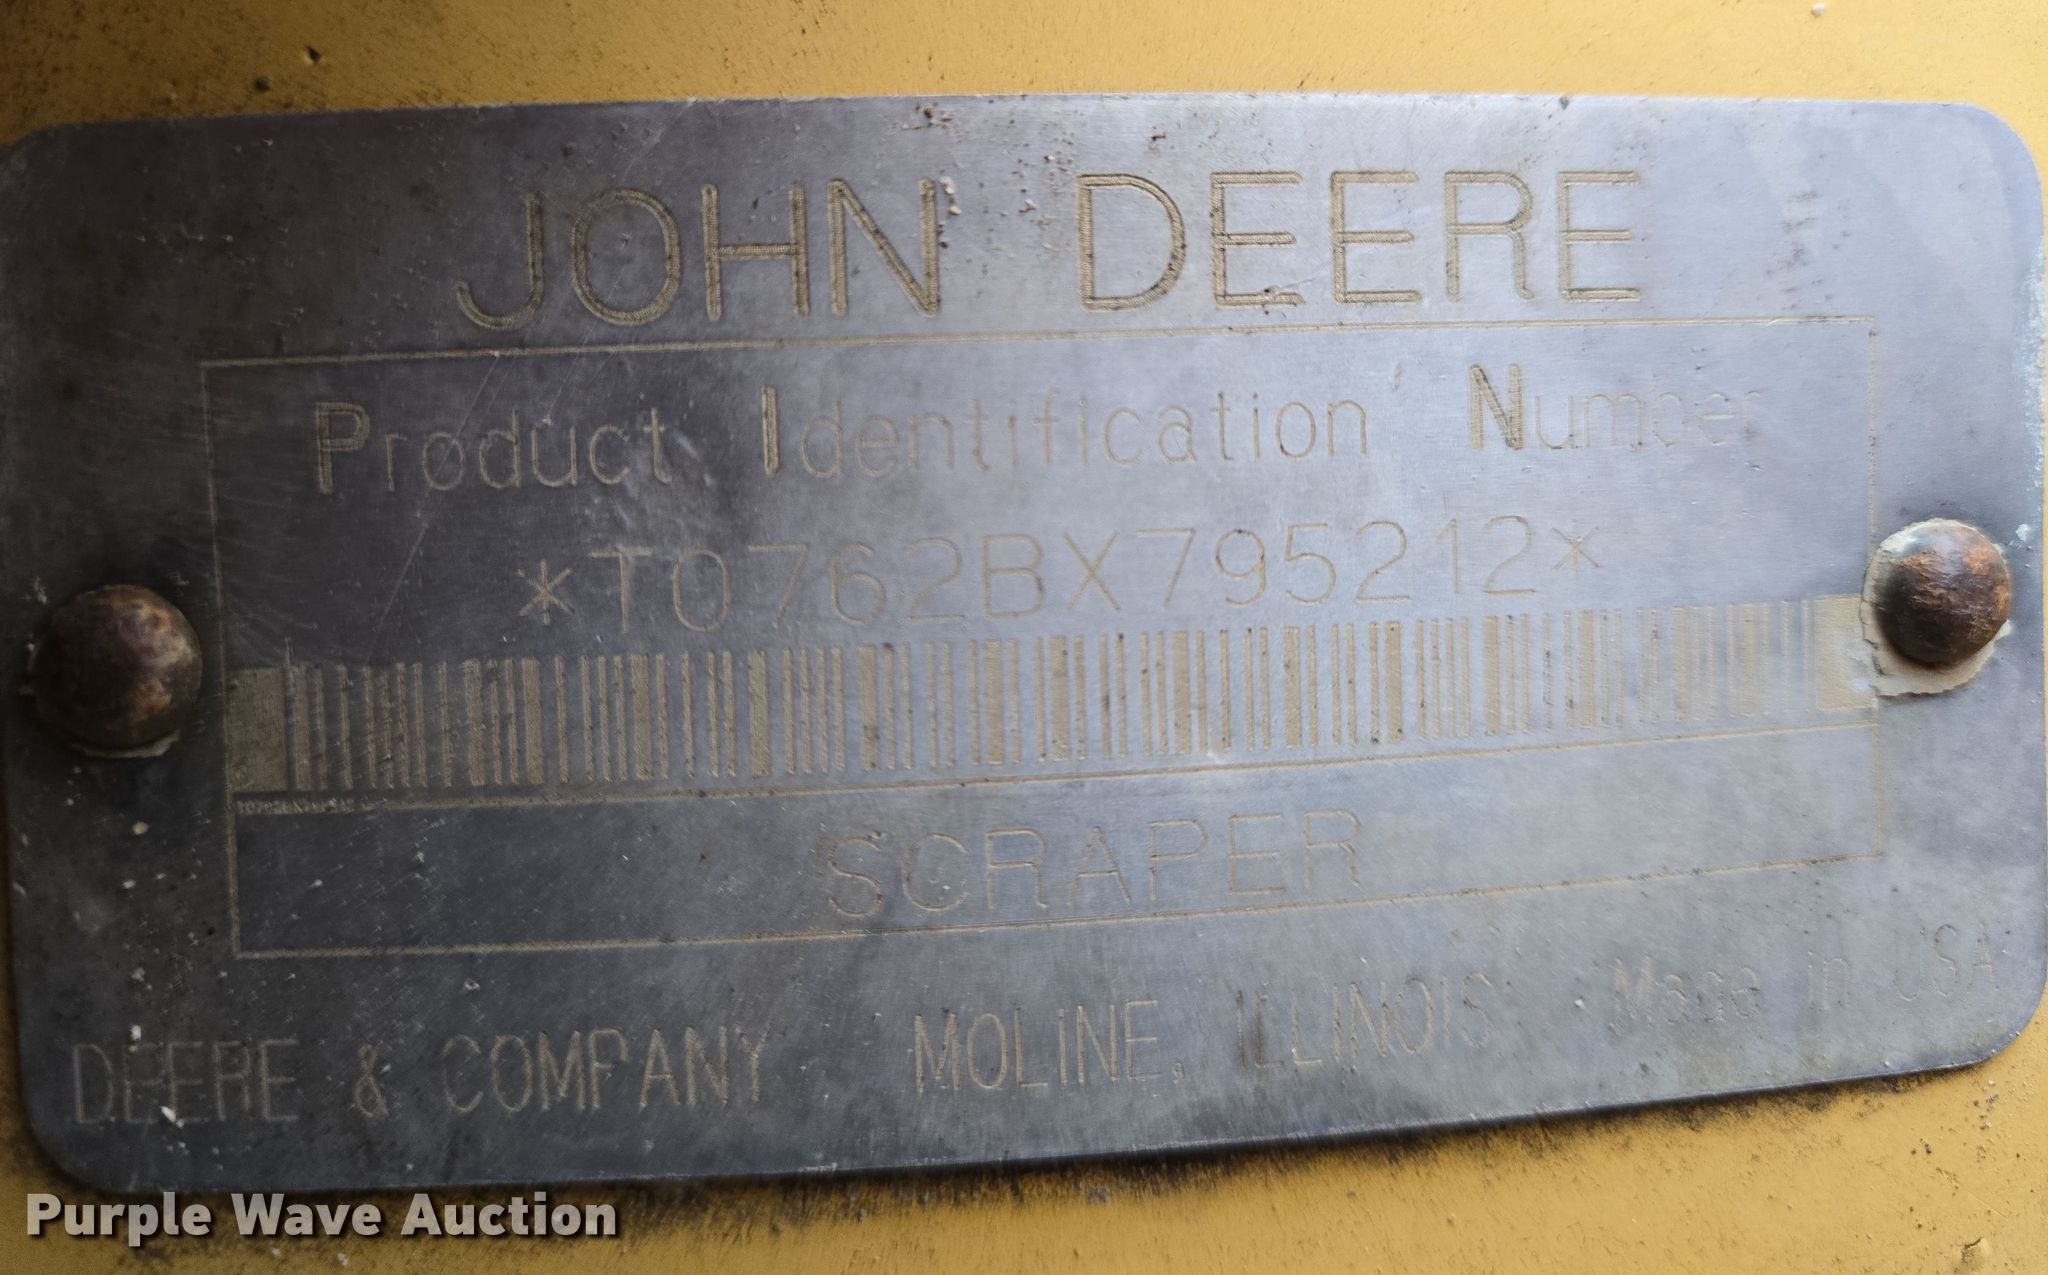 JOHN DEERE
Product Identification Number
*T0762BX795212*
SCRAPER
DEERE & COMPANY MOLINE, ILLINOIS Made in USA
Purple Wave Auction